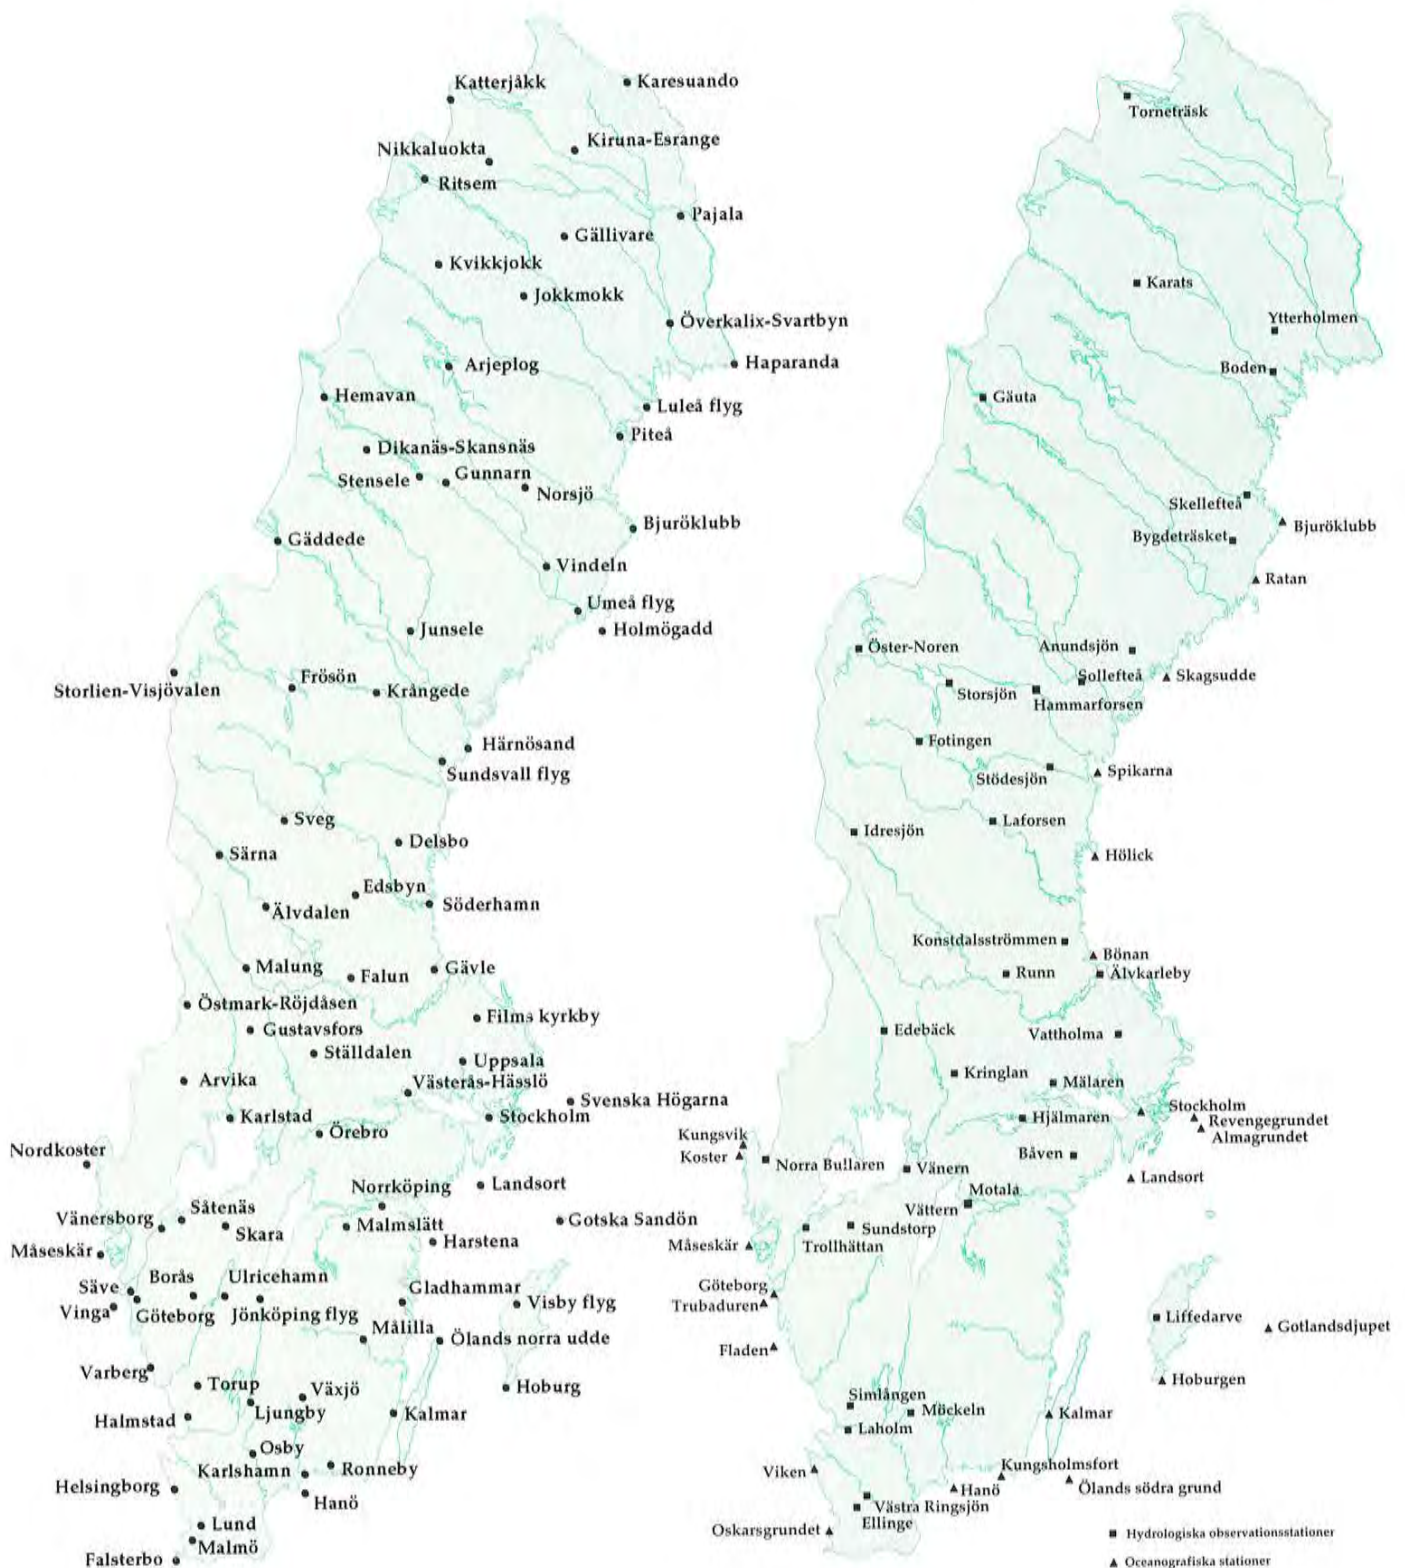 Katterjåkk
Karesuando
Nikkaluokta
Kiruna-Esrange
Ritsem
Pajala
Gällivare
Kvikkjokk
Jokkmokk
Överkalix-Svartbyn
Arjeplog
Haparanda
Hemavan
Luleå flyg
Piteå
Dikanäs-Skansnäs
Stensele
Gunnarn
Norsjö
Bjuröklubb
Gäddede
Vindeln
Umeå flyg
Junsele
Holmögadd
Storlien-Visjövalen
Frösön
Krångede
Härnösand
Sundsvall flyg
Sveg
Delsbo
Särna
Edsbyn
Älvdalen
Söderhamn
Malung
Falun
Gävle
Östmark-Röjdåsen
Films kyrkby
Gustavsfors
Ställdalen
Uppsala
Arvika
Västerås-Hässlö
Svenska Högarna
Karlstad
Stockholm
Örebro
Nordkoster
Norrköping
Landsort
Såtenäs
Vänersborg
Skara
Malmslätt
Gotska Sandön
Måseskär
Harstena
Borås
Ulricehamn
Säve
Gladhammar
Vinga
Göteborg
Jönköping flyg
Visby flyg
Målilla
Ölands norra udde
Varberg
Torup
Växjö
Hoburg
Halmstad
Ljungby
Kalmar
Osby
Karlshamn
Ronneby
Helsingborg
Hanö
Lund
Malmö
Falsterbo
Torneträsk
Karats
Ytterholmen
Boden
Gäuta
Skellefteå
Bjuröklubb
Bygdeträsket
Ratan
Öster-Noren
Anundsjön
Storsjön
Sollefteå
Skagsudde
Hammarforsen
Fotingen
Stödesjön
Spikarna
Idresjön
Laforsen
Hölick
Konstdalsströmmen
Bönan
Runn
Älvkarleby
Edebäck
Vattholma
Kringlan
Mälaren
Stockholm
Hjälmaren
Revengegrundet
Almagrundet
Kungsvik
Koster
Norra Bullaren
Vänern
Båven
Landsort
Motala
Vättern
Sundstorp
Måseskär
Trollhättan
Göteborg
Trubaduren
Liffedarve
Gotlandsdjupet
Fladen
Hoburgen
Simlången
Möckeln
Kalmar
Laholm
Viken
Kungsholmsfort
Hanö
Ölands södra grund
Västra Ringsjön
Ellinge
Oskarsgrundet
Hydrologiska observationsstationer
Oceanografiska stationer